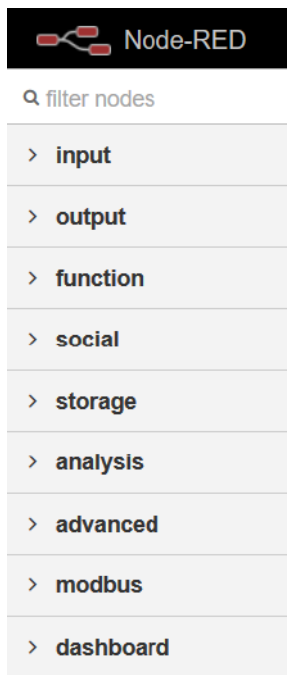 Node-RED
filter nodes
input
output
function
social
storage
analysis
advanced
modbus
dashboard